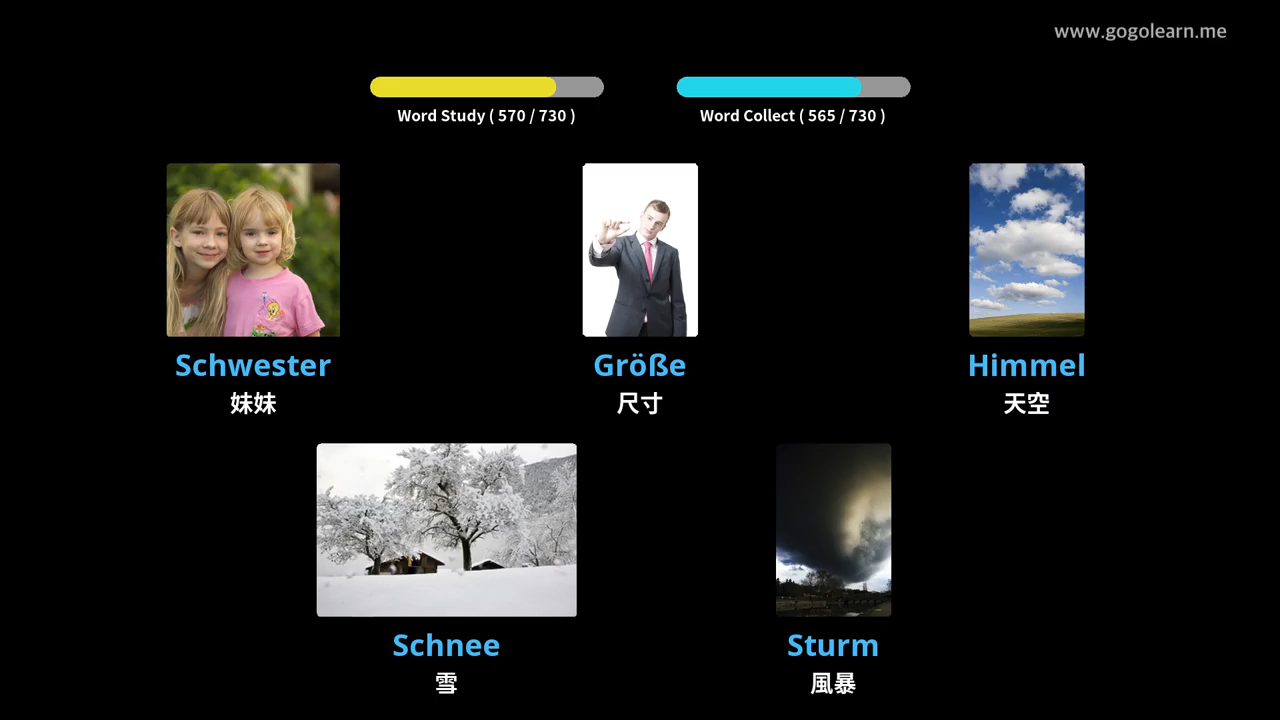 www.gogolearn.me
Word Study ( 570 / 730 )
Word Collect ( 565 / 730 )
Schwester
妹妹
Größe
尺寸
Himmel
天空
Schnee
雪
Sturm
風暴